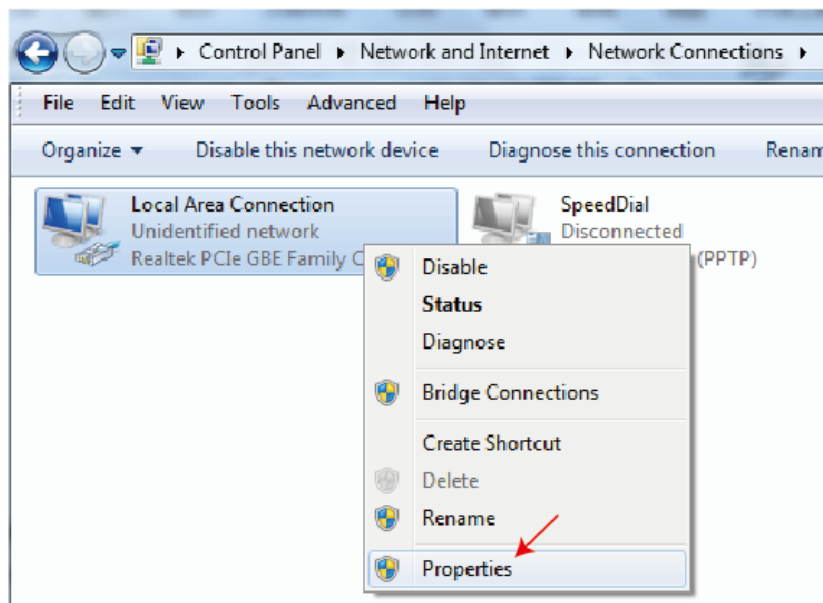 Control Panel Network and Internet Network Connections
File Edit View Tools Advanced Help
Organize Disable this network device Diagnose this connection Renam
Local Area Connection
Unidentified network
Realtek PCIe GBE Family C
SpeedDial
Disconnected
(PPTP)
Disable
Status
Diagnose
Bridge Connections
Create Shortcut
Delete
Rename
Properties